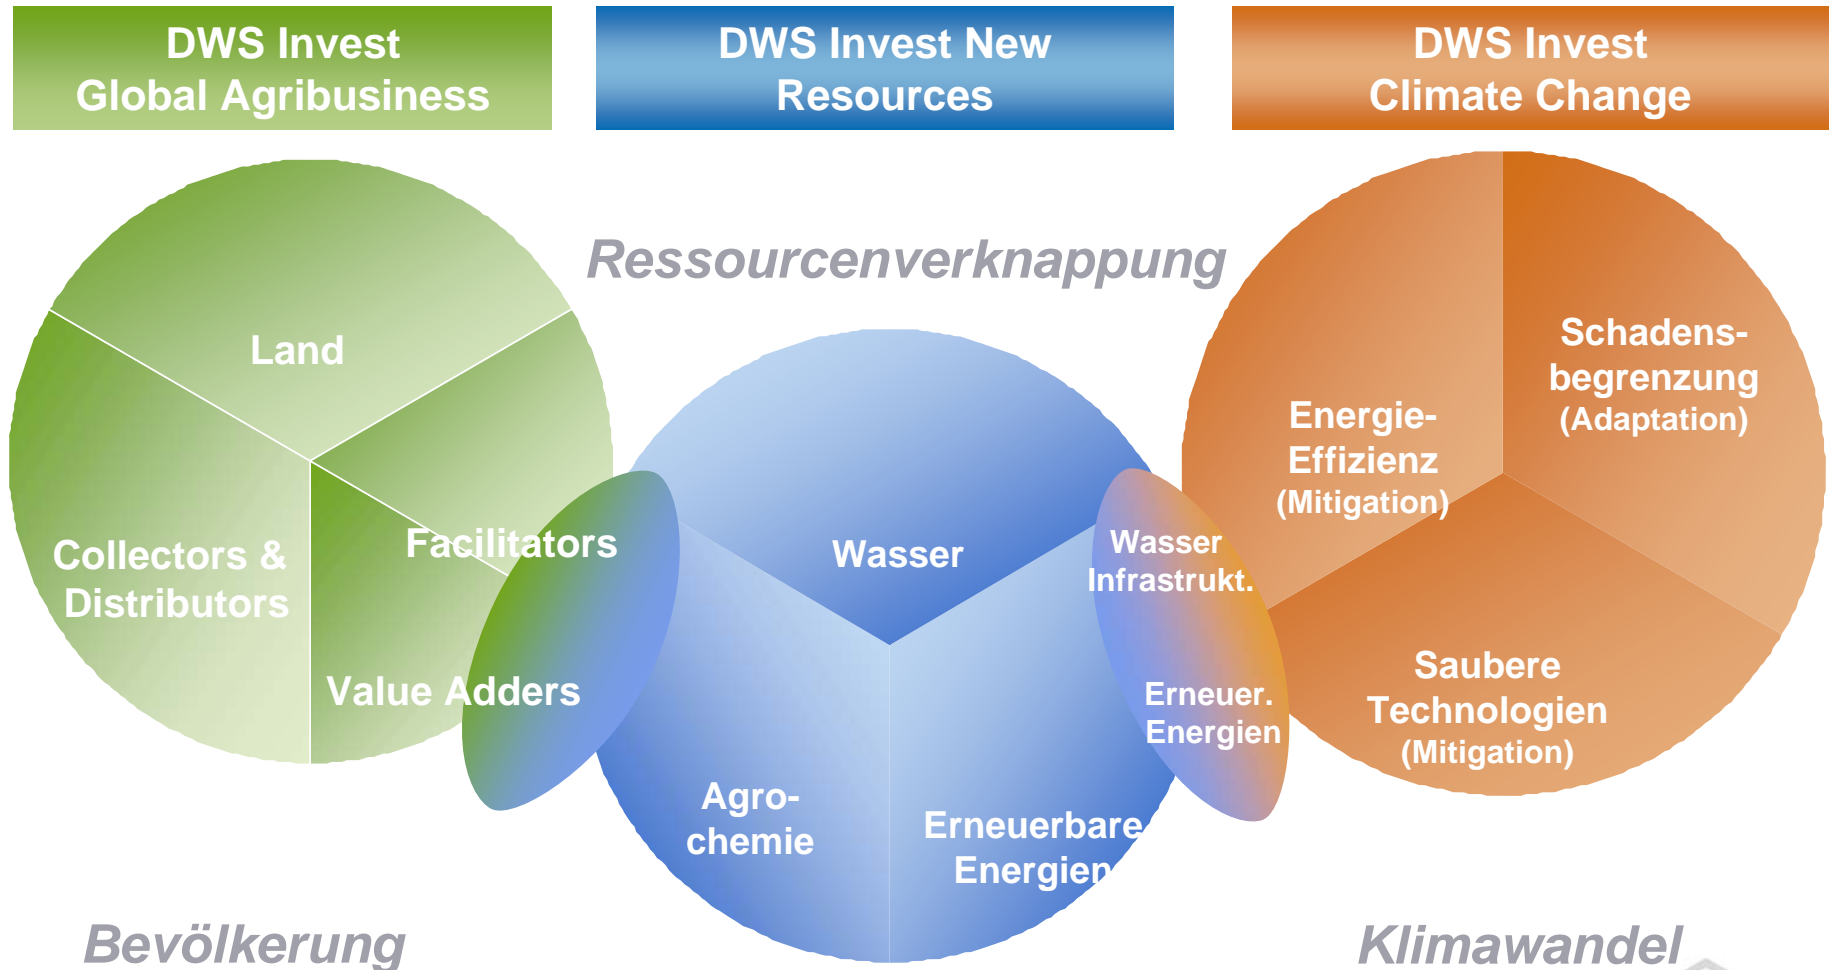 DWS Invest
Global Agribusiness
DWS Invest New
Resources
DWS Invest
Climate Change
Ressourcenverknappung
Land
Facilitators
Collectors &
Distributors
Value Adders
Wasser
Agro-
chemie
Erneuerbare
Energien
Wasser
Infrastrukt.
Erneuer.
Energien
Energie-
Effizienz
(Mitigation)
Schadens-
begrenzung
(Adaptation)
Saubere
Technologien
(Mitigation)
Bevölkerung
Klimawandel